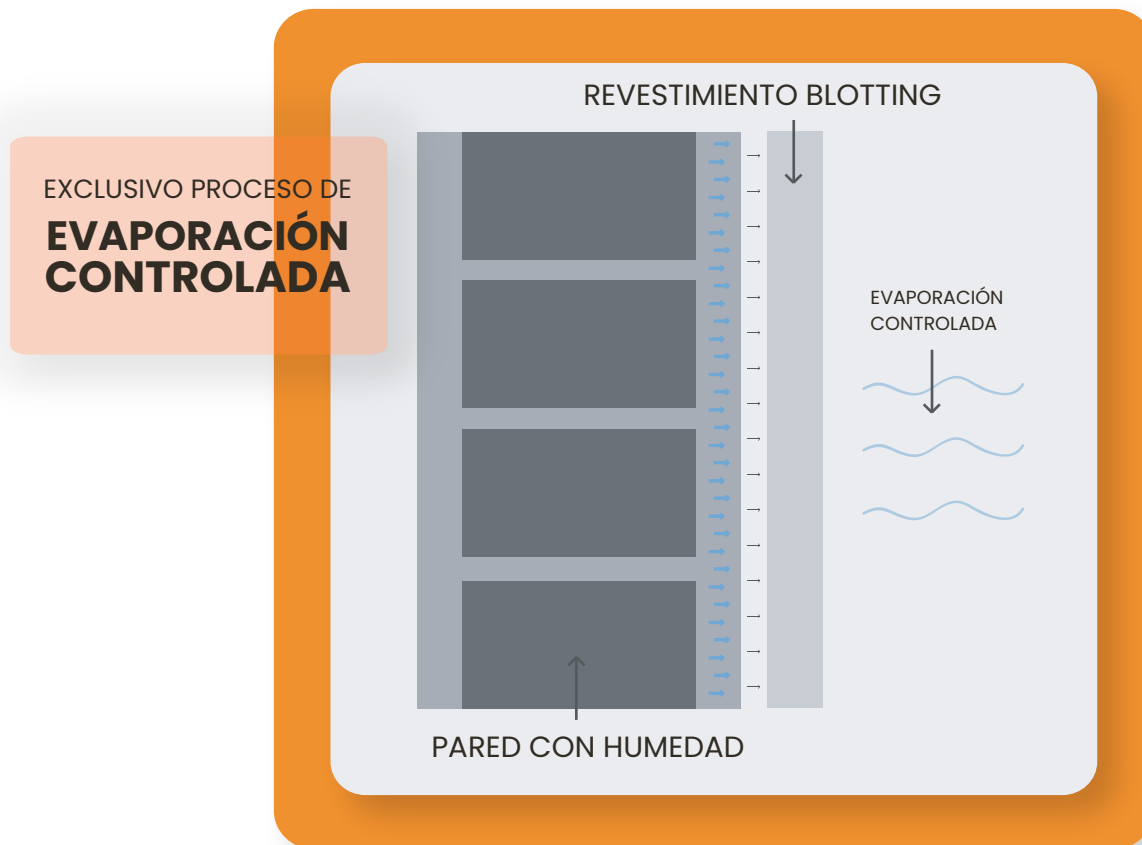 REVESTIMIENTO BLOTTING
EXCLUSIVO PROCESO DE
EVAPORACIÓN
CONTROLADA
EVAPORACIÓN
CONTROLADA
PARED CON HUMEDAD